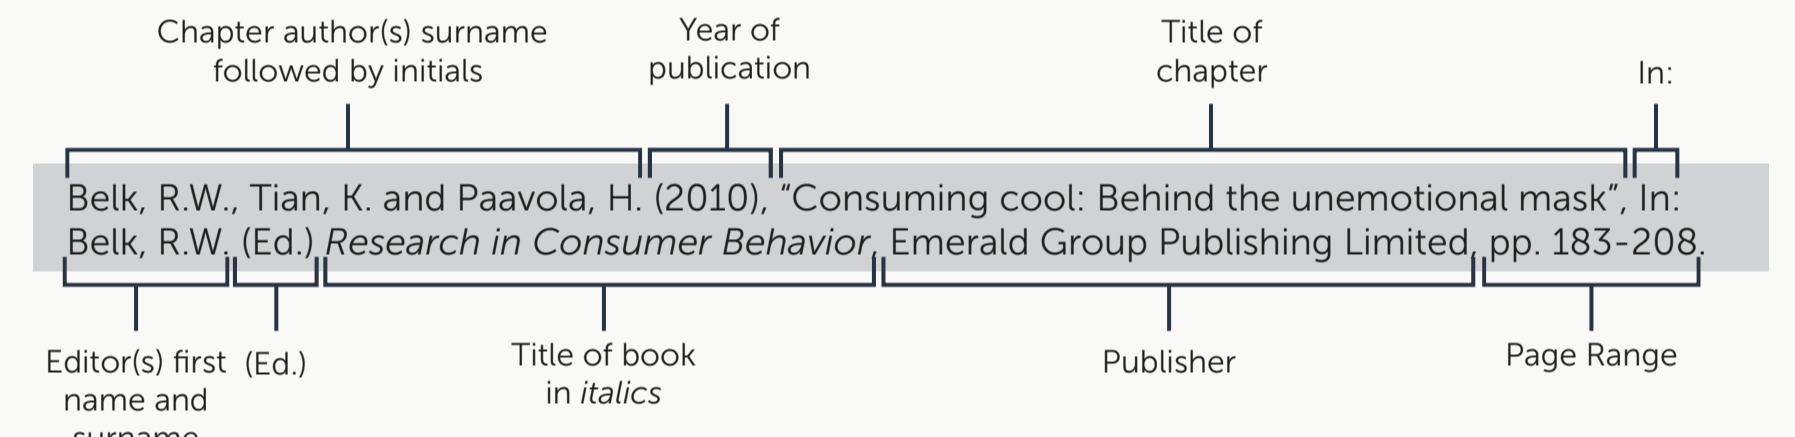 Chapter author(s) surname
followed by initials
Year of
publication
Title of
chapter
In:
Belk, R.W., Tian, K. and Paavola, H. (2010), “Consuming cool: Behind the unemotional mask”, In:
Belk, R.W. (Ed.) Research in Consumer Behavior, Emerald Group Publishing Limited, pp. 183-208.
Editor(s) first
name and
surname
(Ed.)
Title of book
in italics
Publisher
Page Range